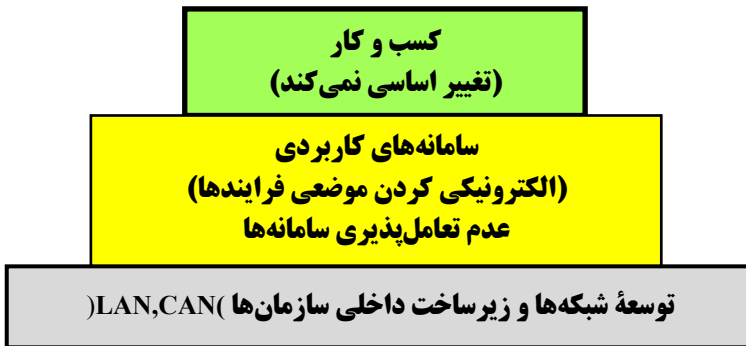 کسب و کار
(تغییر اساسی نمی‌کند)
سامانه‌های کاربردی
(الکترونیکی کردن موضعی فرایندها)
عدم تعامل‌پذیری سامانه‌ها
توسعهٔ شبکه‌ها و زیرساخت داخلی سازمان‌ها (LAN,CAN)